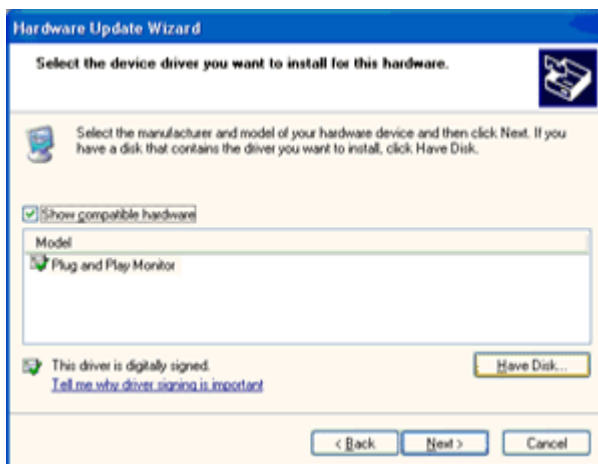 Hardware Update Wizard
Select the device driver you want to install for this hardware.
Select the manufacturer and model of your hardware device and then click Next. If you
have a disk that contains the driver you want to install, click Have Disk.
Show compatible hardware
Model
Plug and Play Monitor
This driver is digitally signed.
Have Disk...
Tell me why driver signing is important
< Back
Next >
Cancel